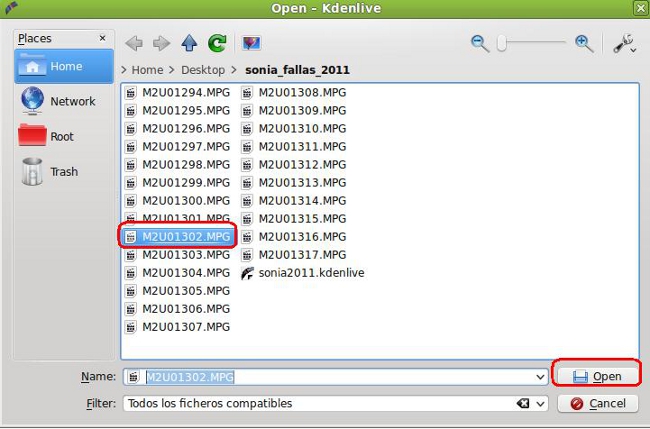 Open – Kdenlive
Places
Home
Network
Root
Trash
Home > Desktop > sonia_fallas_2011
M2U01294.MPG
M2U01295.MPG
M2U01296.MPG
M2U01297.MPG
M2U01298.MPG
M2U01299.MPG
M2U01300.MPG
M2U01301.MPG
M2U01302.MPG
M2U01303.MPG
M2U01304.MPG
M2U01305.MPG
M2U01306.MPG
M2U01307.MPG
M2U01308.MPG
M2U01309.MPG
M2U01310.MPG
M2U01311.MPG
M2U01312.MPG
M2U01313.MPG
M2U01314.MPG
M2U01315.MPG
M2U01316.MPG
M2U01317.MPG
sonia2011.kdenlive
Name: M2U01302.MPG
Open
Filter: Todos los ficheros compatibles
Cancel